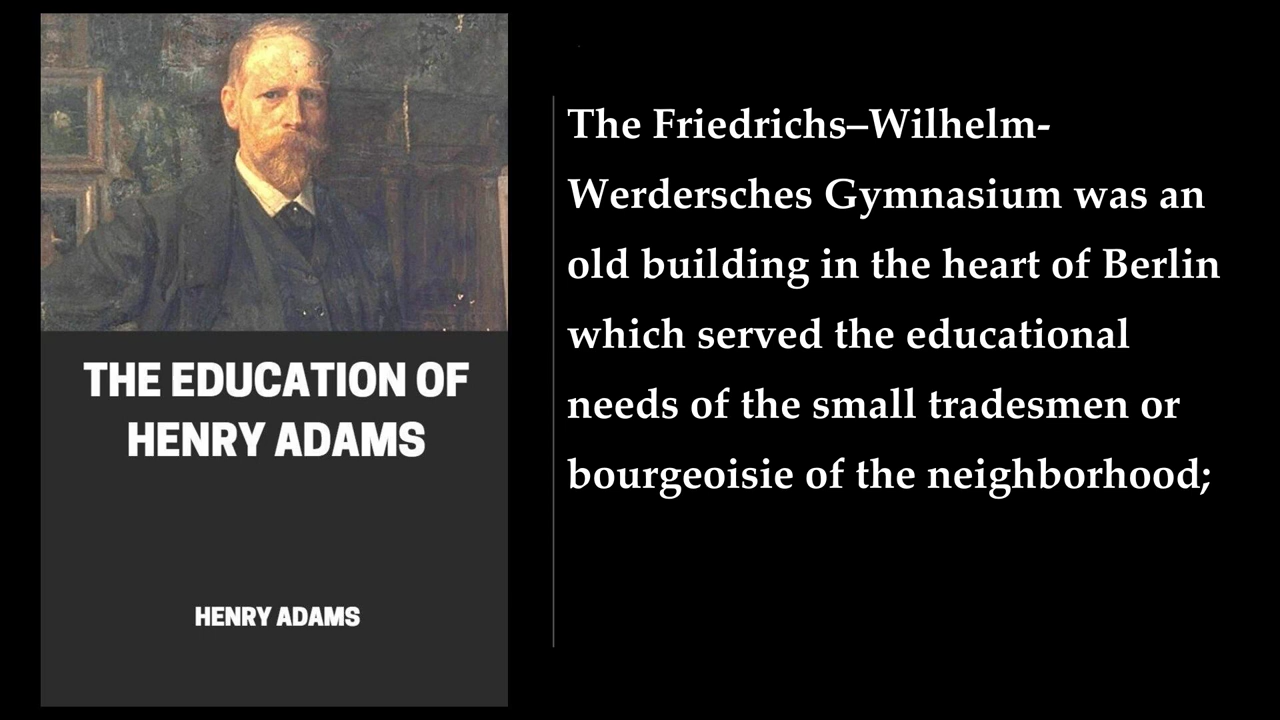 THE EDUCATION OF
HENRY ADAMS
HENRY ADAMS
The Friedrichs–Wilhelm-
Werdersches Gymnasium was an
old building in the heart of Berlin
which served the educational
needs of the small tradesmen or
bourgeoisie of the neighborhood;